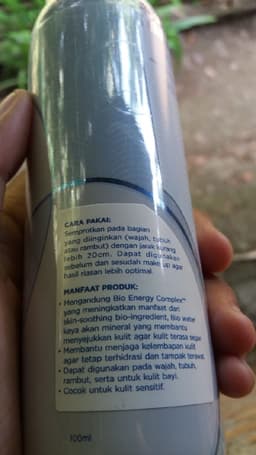 CARA PAKAI:
Semprotkan pada bagian
yang diinginkan (wajah, tubuh
atau rambut) dengan jarak kurang
lebih 20cm. Dapat digunakan
sebelum dan sesudah make up agar
hasil riasan lebih optimal.
MANFAAT PRODUK:
• Mengandung Bio Energy Complex™
yang meningkatkan manfaat dari
skin-soothing bio-ingredient, Bio water
kaya akan mineral yang membantu
menyejukkan kulit agar kulit terasa segar
• Membantu menjaga kelembapan kulit
agar tetap terhidrasi dan tampak terawat
• Dapat digunakan pada wajah, tubuh,
rambut, serta untuk kulit bayi.
• Cocok untuk kulit sensitif.
100ml